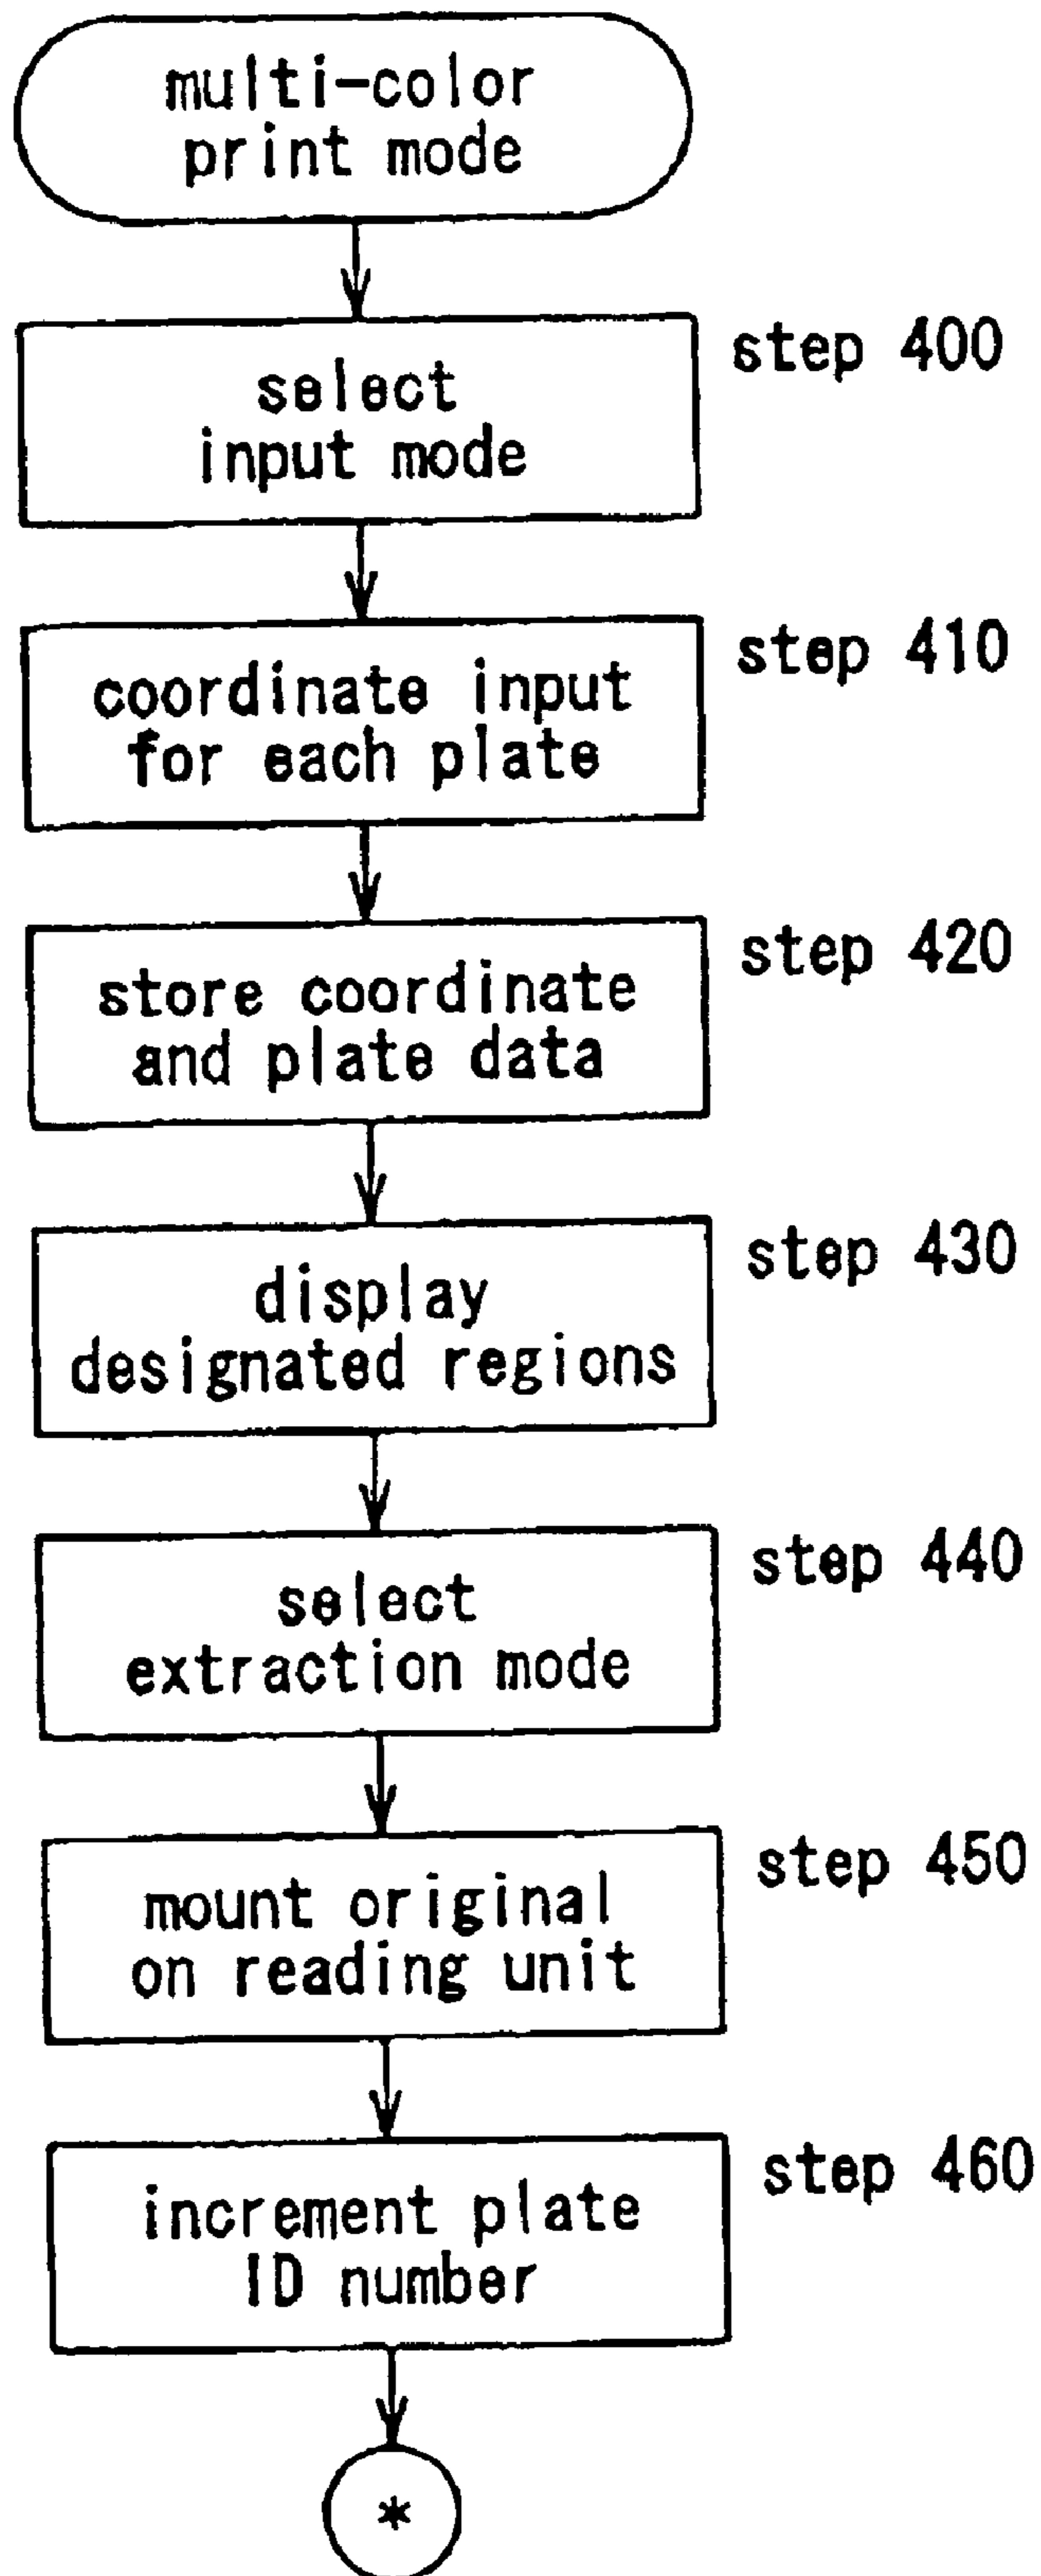 multi-color
print mode
step 400
select
input mode
step 410
coordinate input
for each plate
step 420
store coordinate
and plate data
step 430
display
designated regions
step 440
select
extraction mode
step 450
mount original
on reading unit
step 460
increment plate
ID number
*